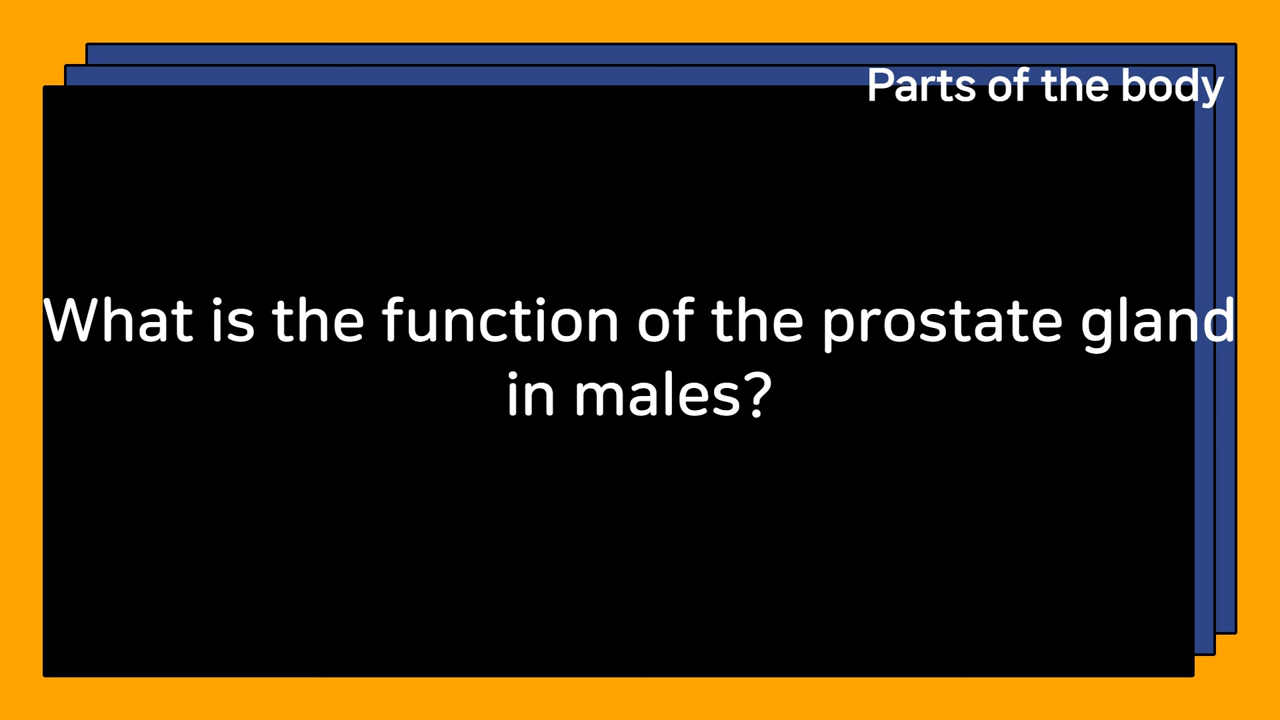 Parts of the body
What is the function of the prostate gland
in males?